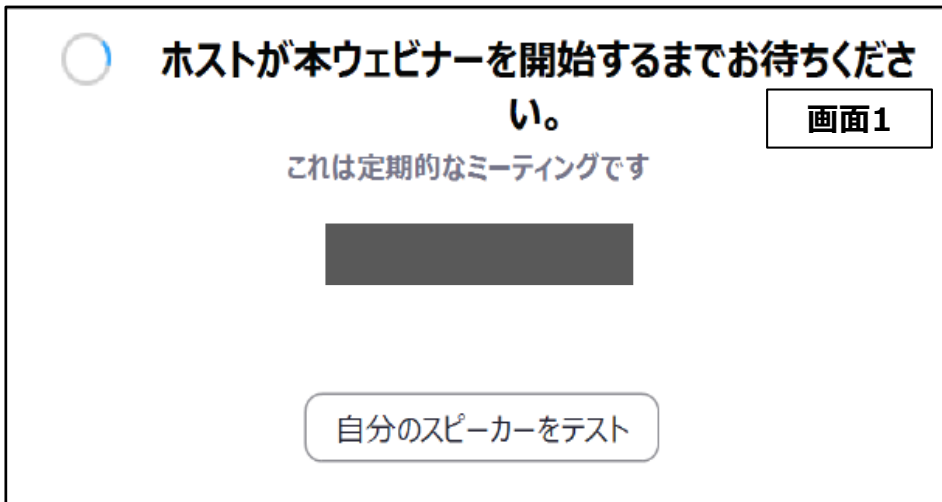 ホストが本ウェビナーを開始するまでお待ちくださ
い。
画面1
これは定期的なミーティングです
自分のスピーカーをテスト